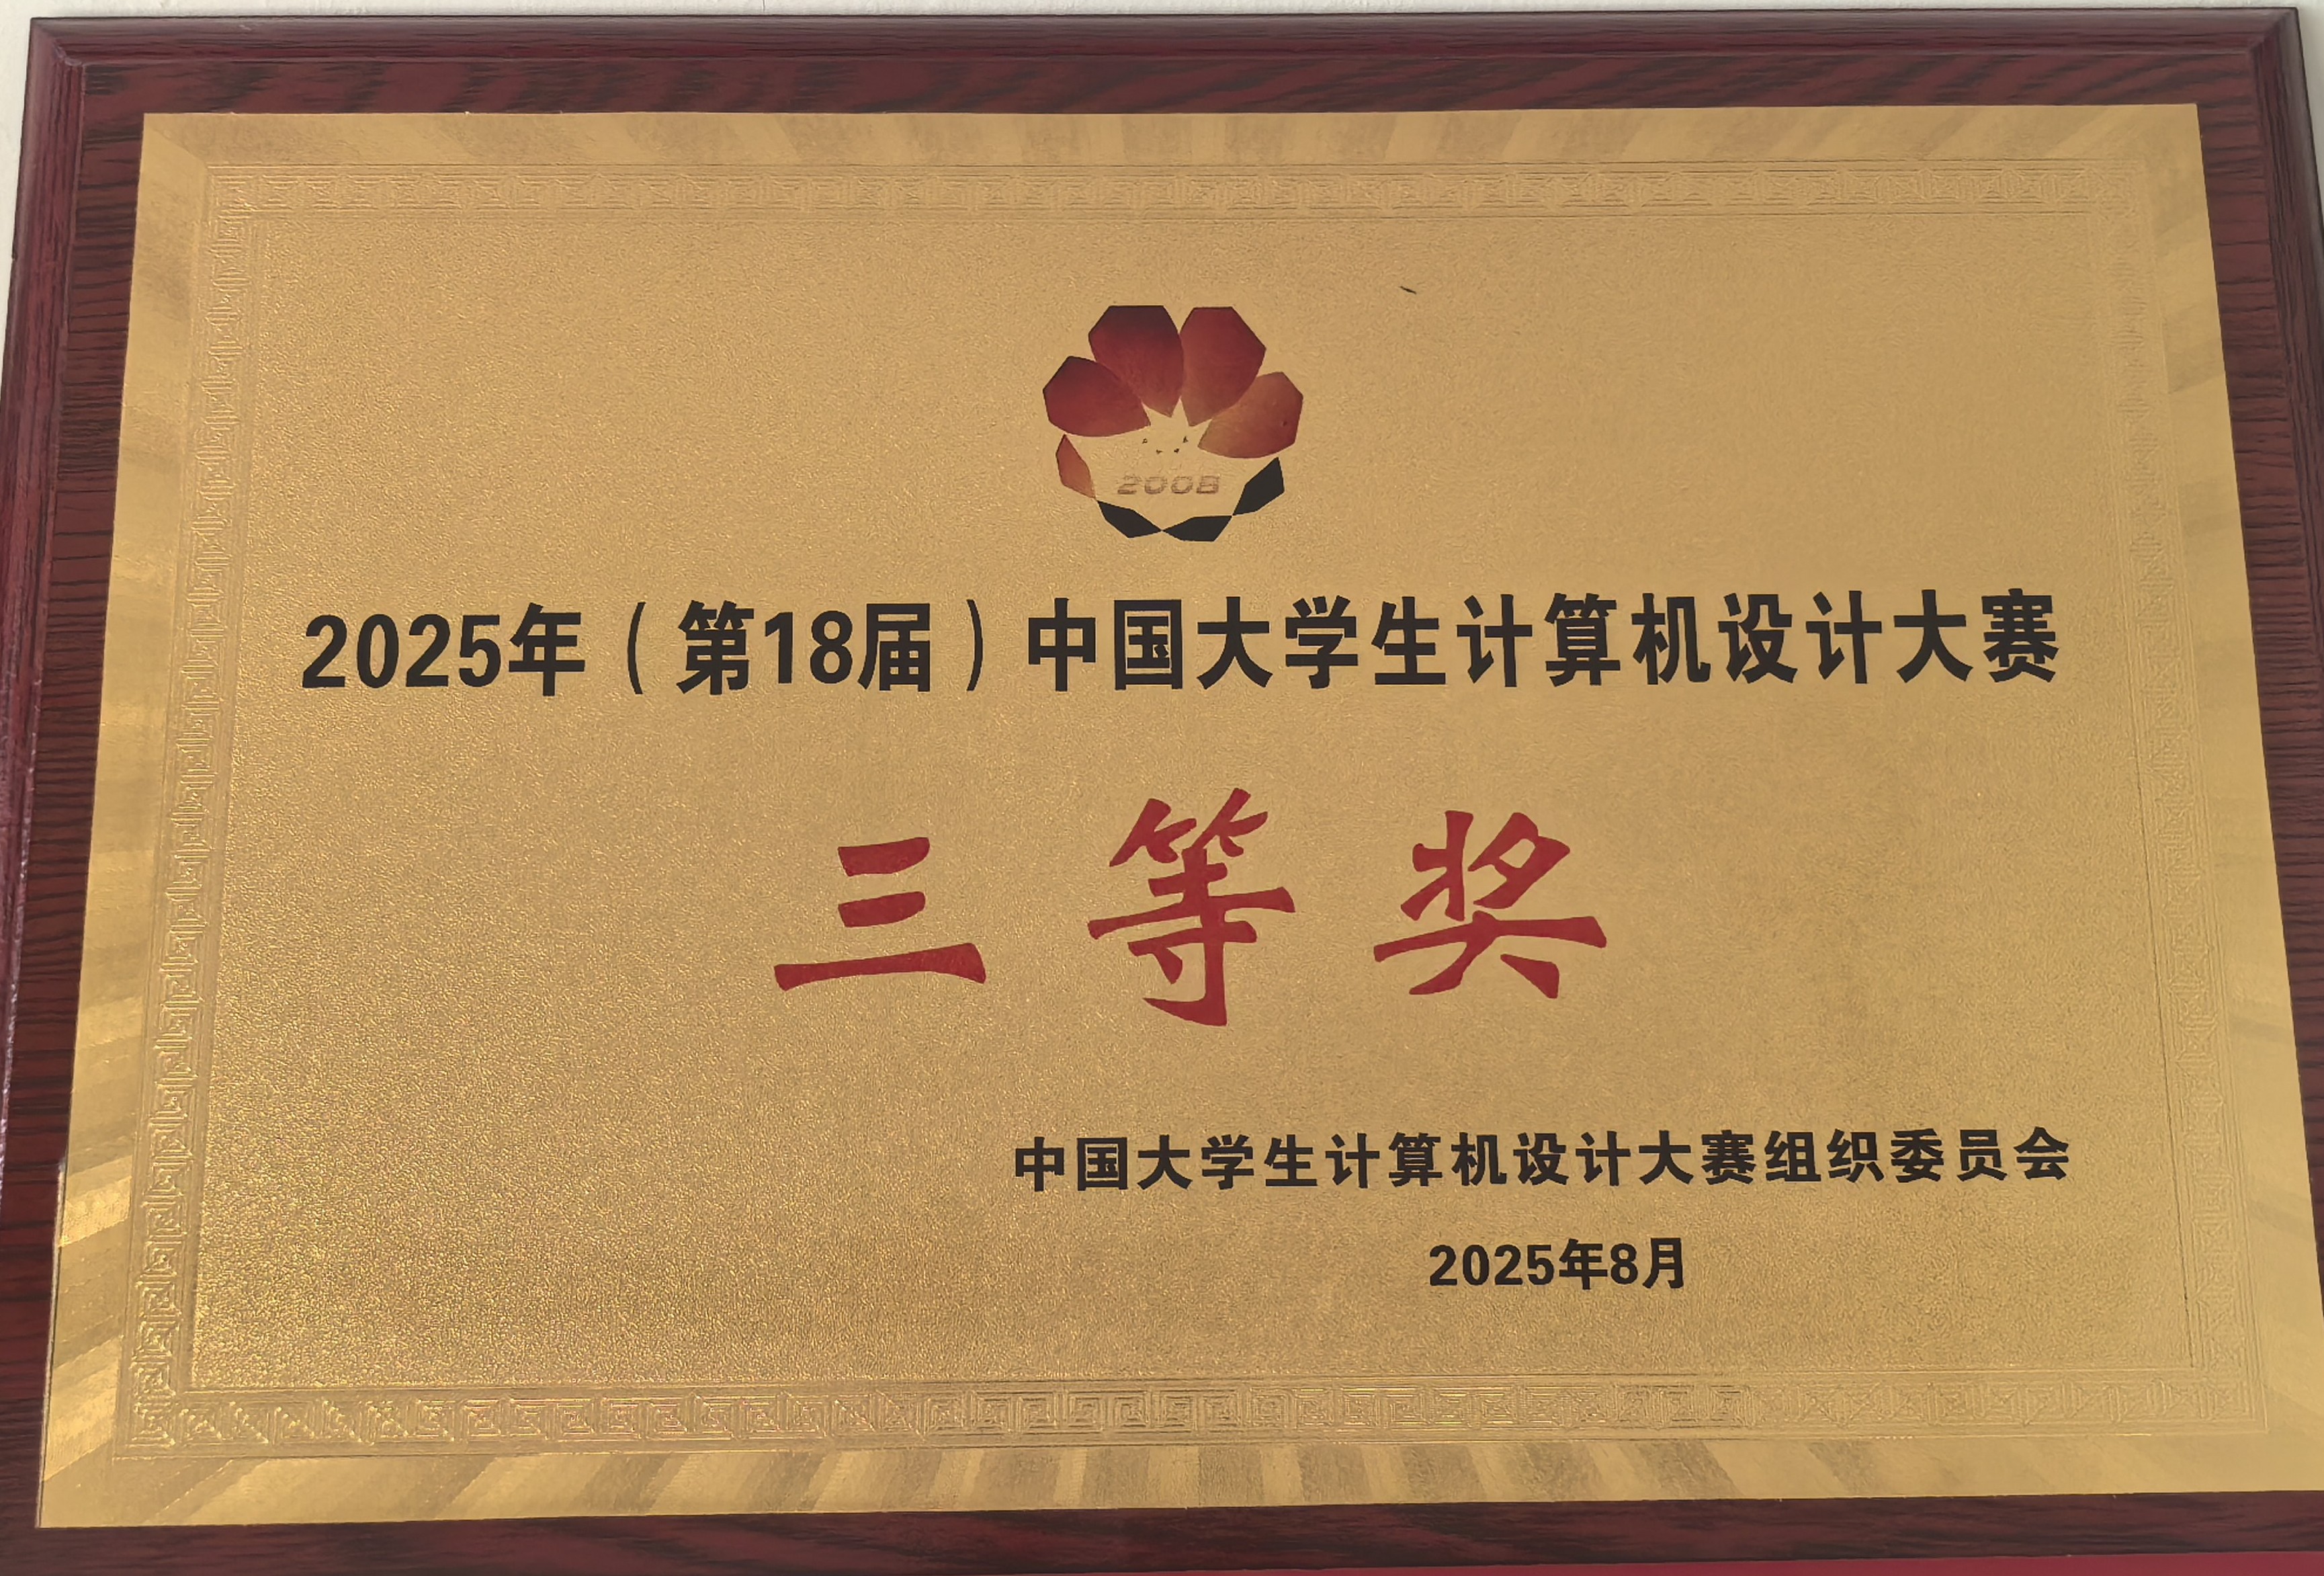 2008
2025年（第18届）中国大学生计算机设计大赛
三等奖
中国大学生计算机设计大赛组织委员会
2025年8月